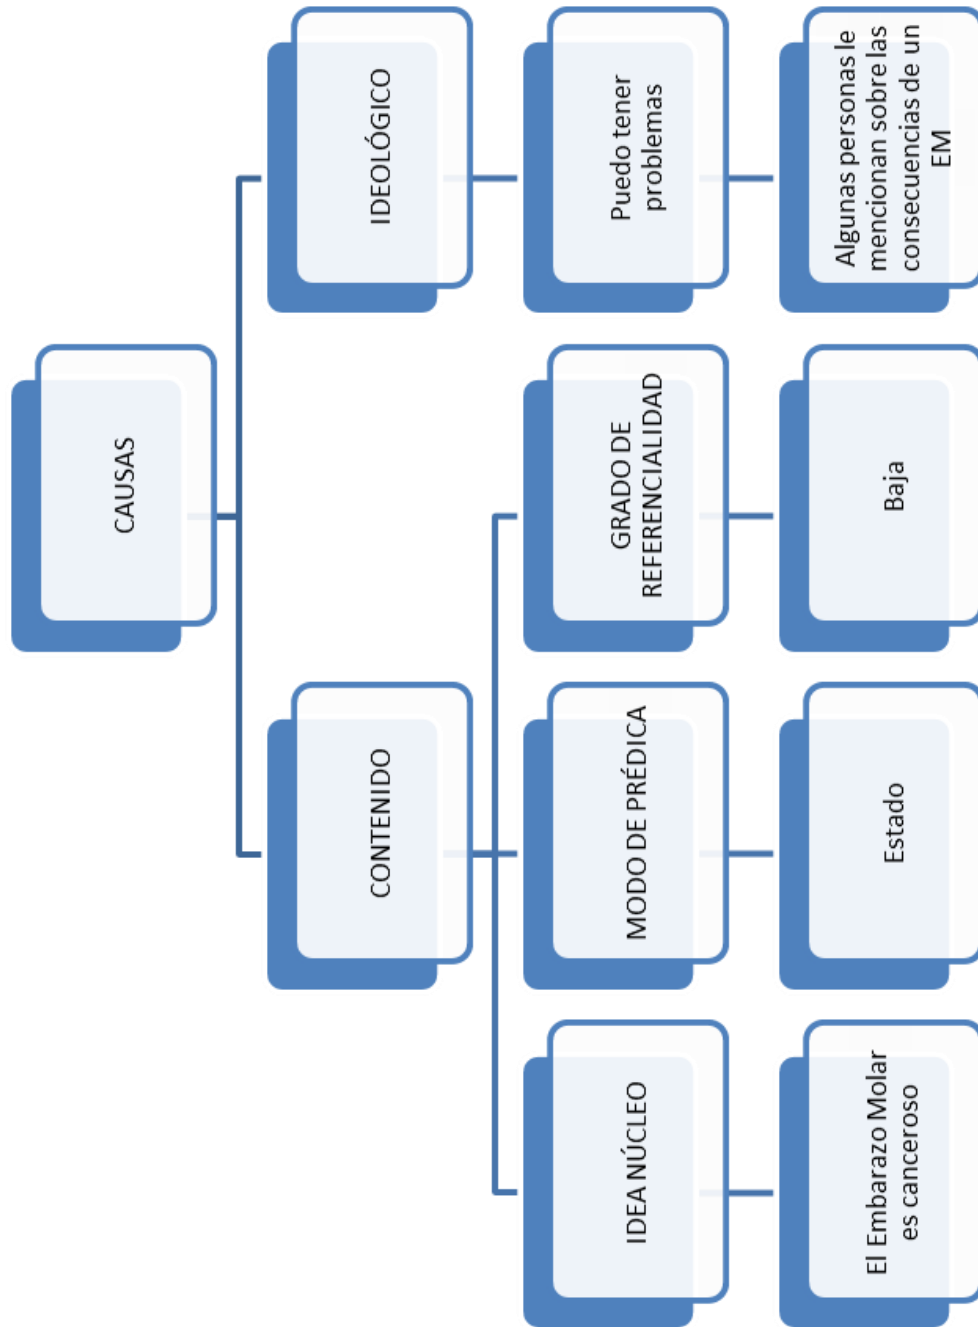 CAUSAS
CONTENIDO
IDEOLÓGICO
IDEA NÚCLEO
MODO DE PRÉDICA
GRADO DE
REFERENCIALIDAD
Puedo tener
problemas
El Embarazo Molar
es canceroso
Estado
Baja
Algunas personas le
mencionan sobre las
consecuencias de un
EM